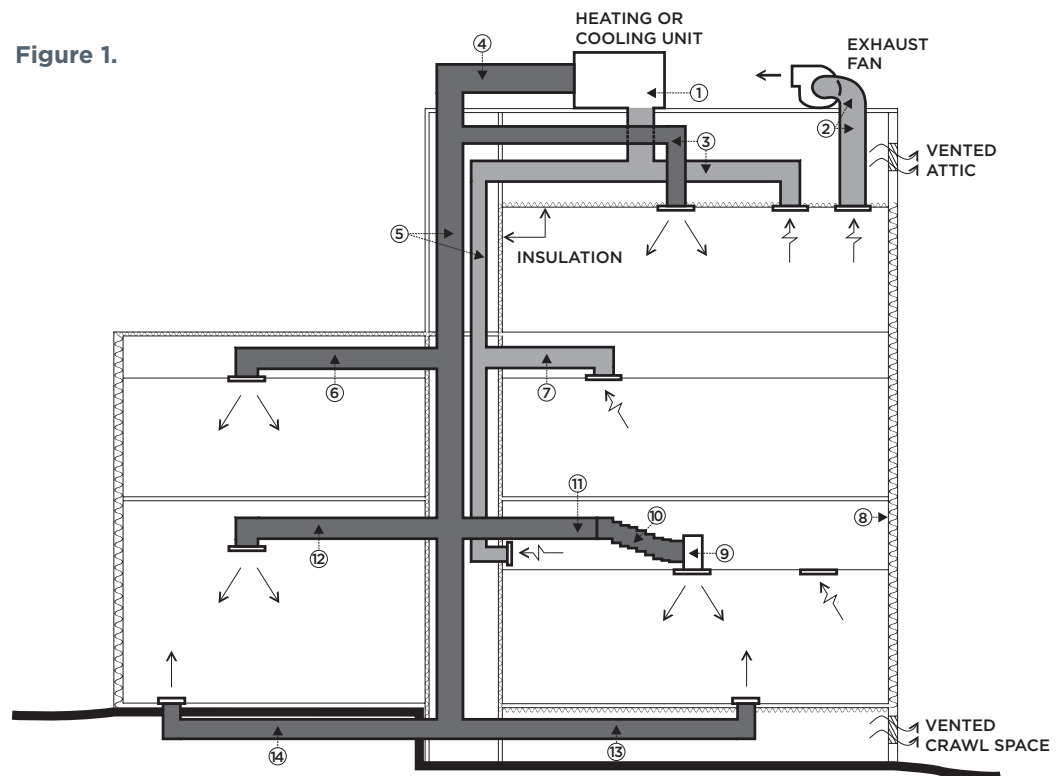 Figure 1.
HEATING OR
COOLING UNIT
EXHAUST
FAN
④
①
②
③
VENTED
ATTIC
⑤
INSULATION
⑥
⑦
⑪
⑩
⑧
⑫
⑨
VENTED
CRAWL SPACE
⑭
⑬